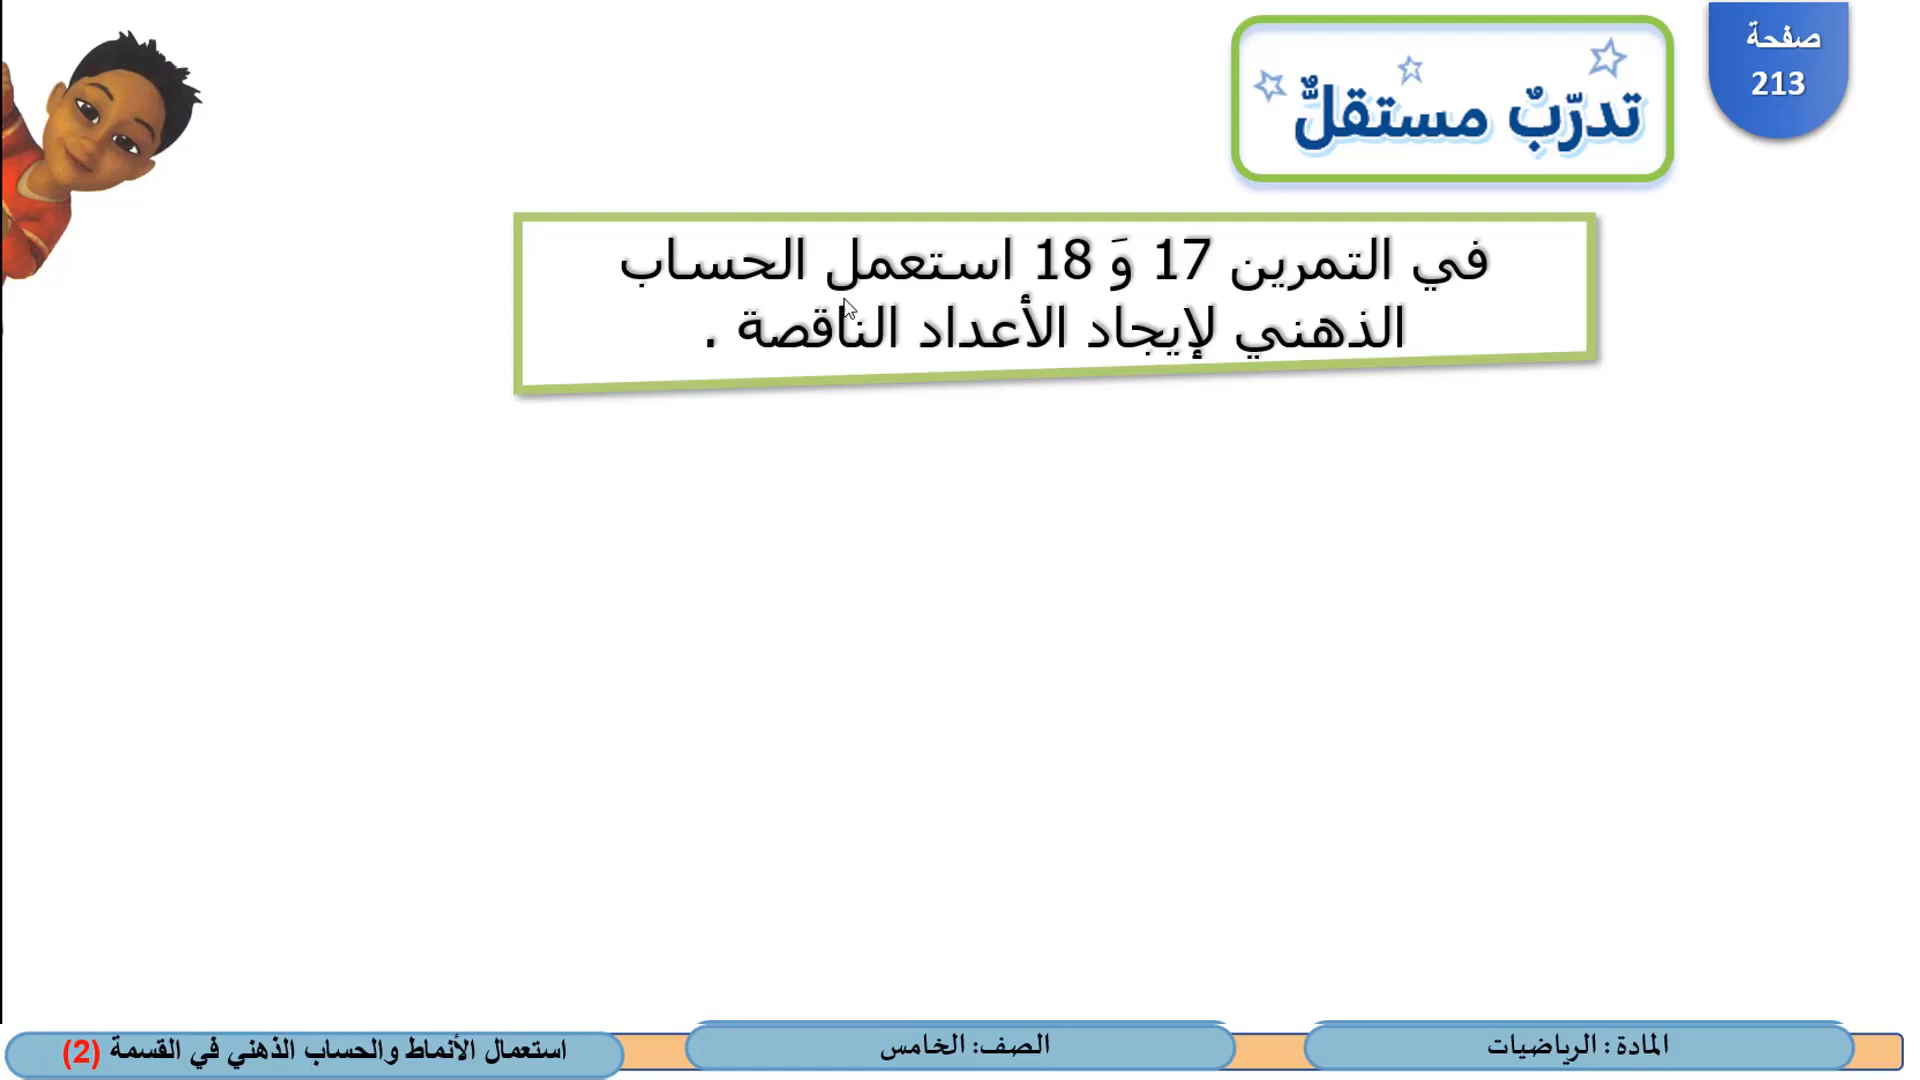 صفحة
213
تدرّبٌ مستقلٌّ
في التمرين 17 وَ 18 استعمل الحساب
الذهني لإيجاد الأعداد الناقصة .
المادة : الرياضيات
الصف: الخامس
استعمال الأنماط والحساب الذهني في القسمة (2)